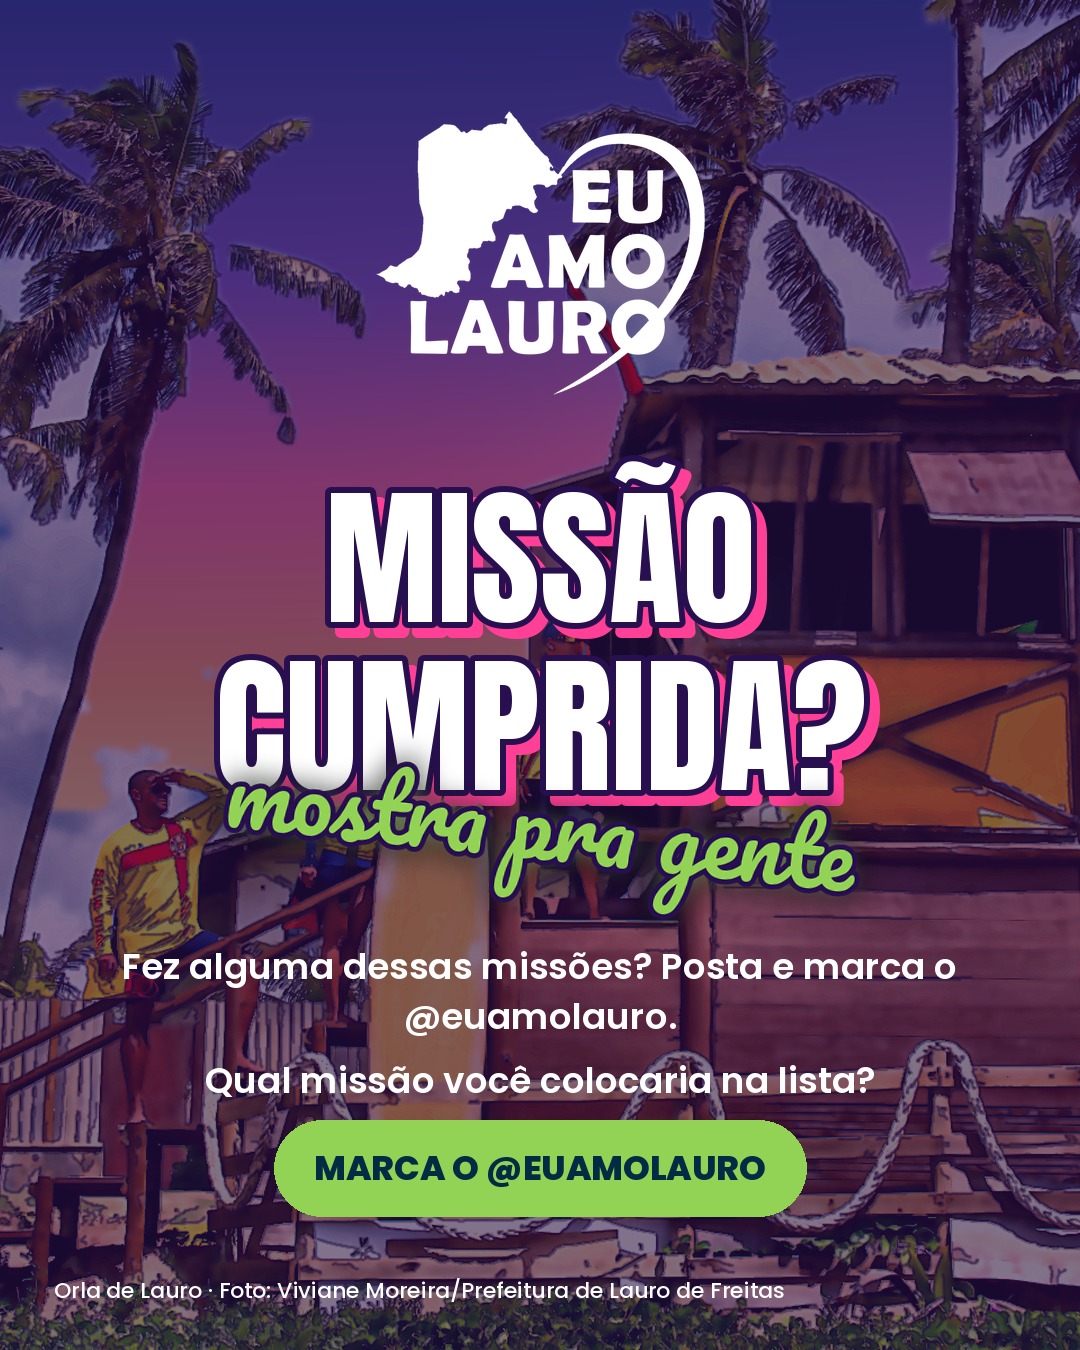 EU
AMO
LAURO
MISSÃO
CUMPRIDA?
mostra pra gente
Fez alguma dessas missões? Posta e marca o
@euamolauro.
Qual missão você colocaria na lista?
MARCA O @EUAMOLAURO
Orla de Lauro · Foto: Viviane Moreira/Prefeitura de Lauro de Freitas